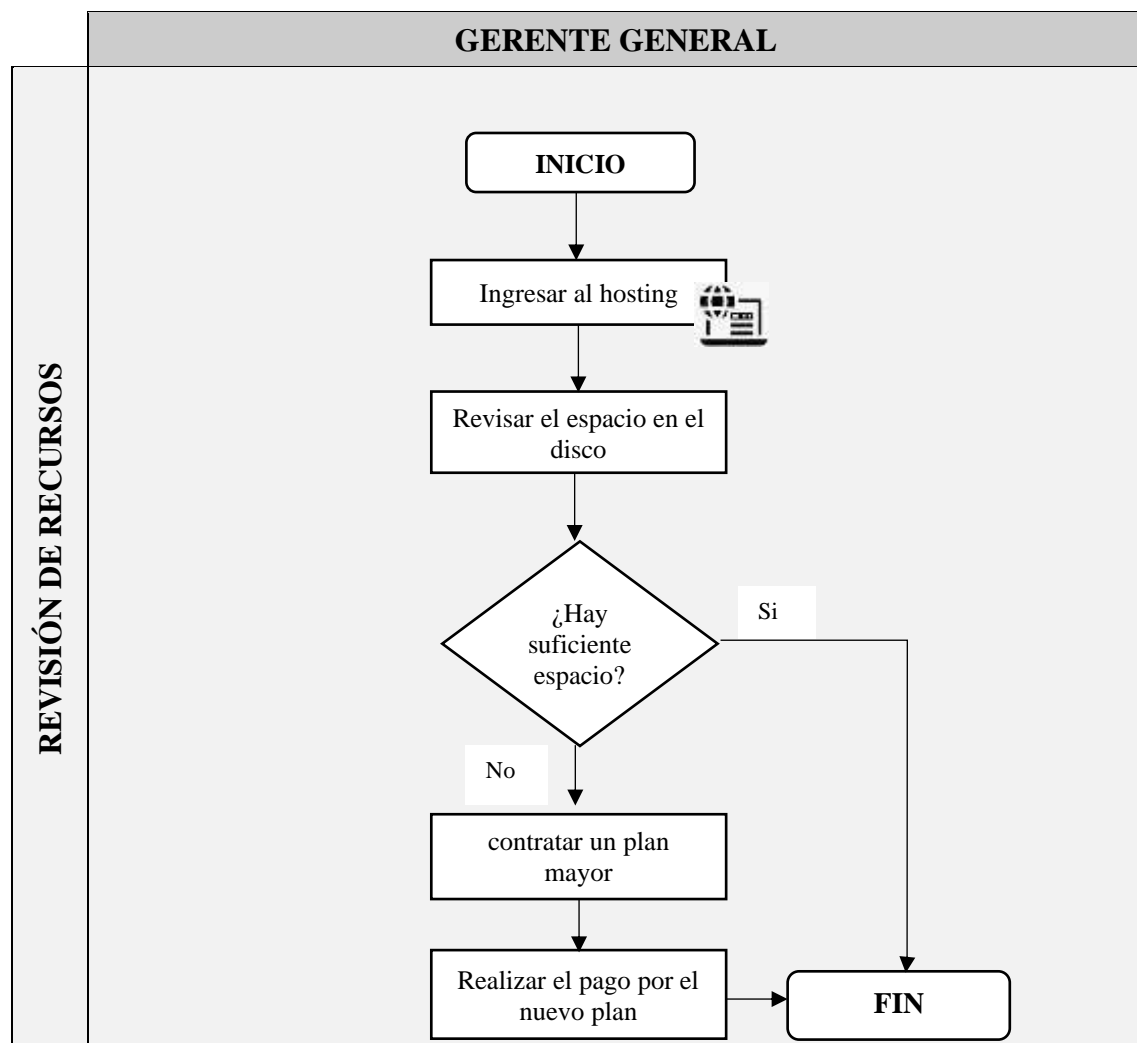 GERENTE GENERAL
REVISIÓN DE RECURSOS
INICIO
Ingresar al hosting
Revisar el espacio en el
disco
¿Hay
suficiente
espacio?
Si
No
contratar un plan
mayor
Realizar el pago por el
nuevo plan
FIN